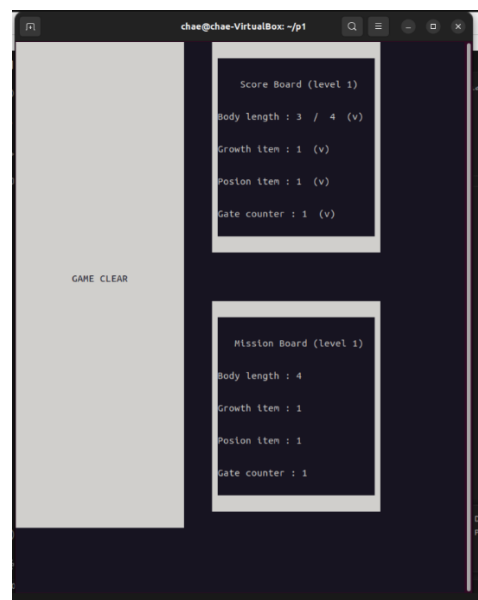 chae@chae-VirtualBox: ~/p1
Score Board (level 1)
Body length : 3 / 4 (v)
Growth item : 1 (v)
Posion item : 1 (v)
Gate counter : 1 (v)
GAME CLEAR
Mission Board (level 1)
Body length : 4
Growth item : 1
Posion item : 1
Gate counter : 1